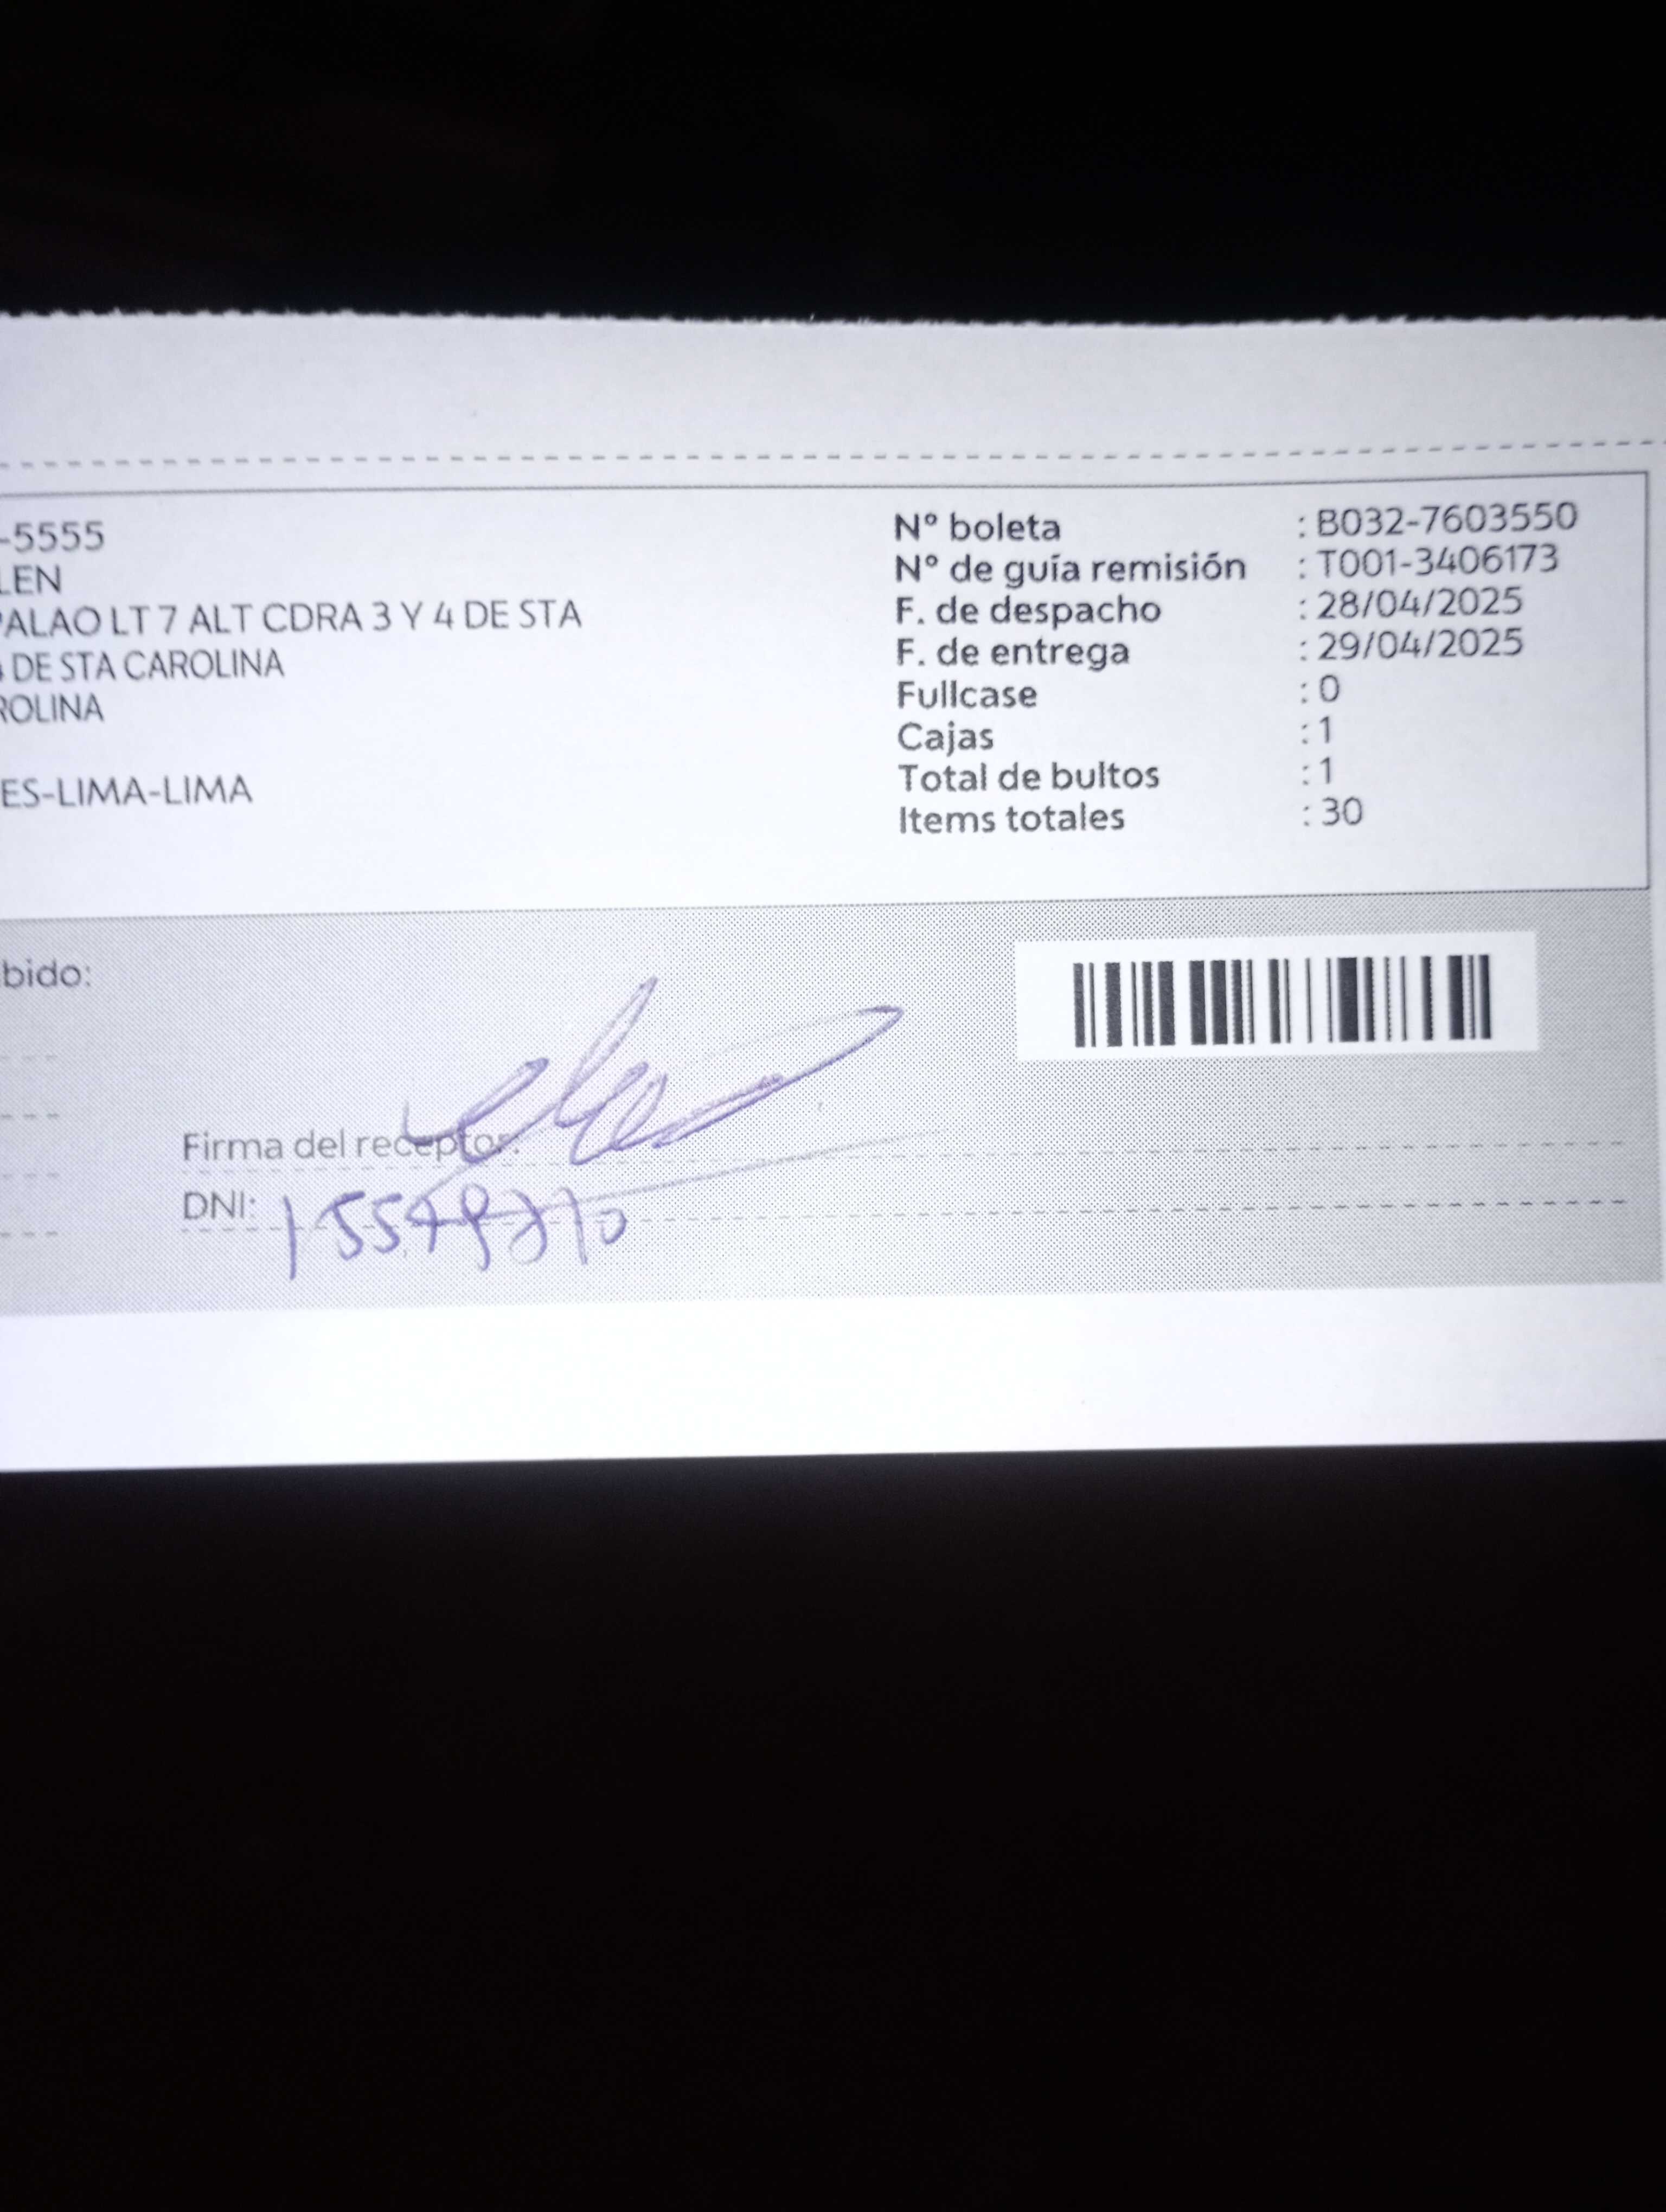 -5555
LEN
PALAO LT 7 ALT CDRA 3 Y 4 DE STA
DE STA CAROLINA
ROLINA
ES-LIMA-LIMA
Nº boleta : B032-7603550
Nº de guía remisión : T001-3406173
F. de despacho : 28/04/2025
F. de entrega : 29/04/2025
Fullcase : 0
Cajas : 1
Total de bultos : 1
Items totales : 30
bido:
Firma del receptor:
DNI: